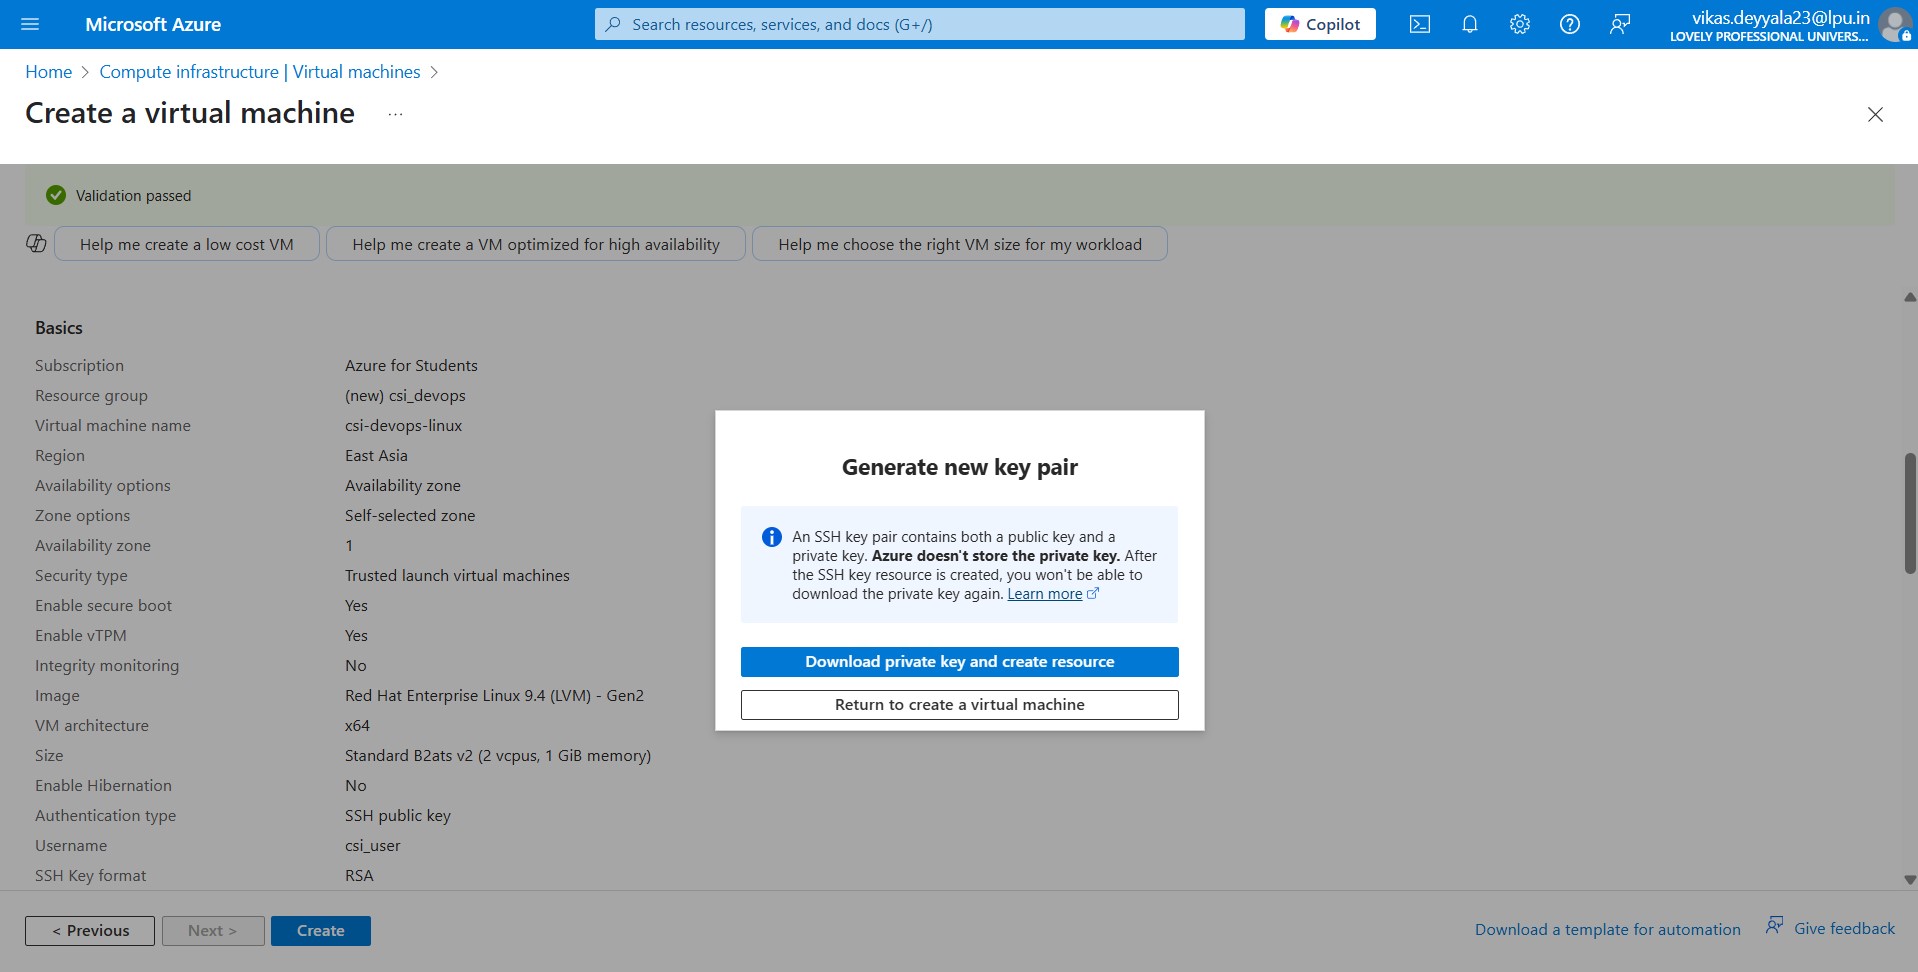 Microsoft Azure
Search resources, services, and docs (G+/)
Copilot
vikas.deyyala23@lpu.in
LOVELY PROFESSIONAL UNIVERS...
Home > Compute infrastructure | Virtual machines >
Create a virtual machine ...
Validation passed
Help me create a low cost VM
Help me create a VM optimized for high availability
Help me choose the right VM size for my workload
Basics
Subscription Azure for Students
Resource group (new) csi_devops
Virtual machine name csi-devops-linux
Region East Asia
Availability options Availability zone
Zone options Self-selected zone
Availability zone 1
Security type Trusted launch virtual machines
Enable secure boot Yes
Enable vTPM Yes
Integrity monitoring No
Image Red Hat Enterprise Linux 9.4 (LVM) - Gen2
VM architecture x64
Size Standard B2ats v2 (2 vcpus, 1 GiB memory)
Enable Hibernation No
Authentication type SSH public key
Username csi_user
SSH Key format RSA
Generate new key pair
An SSH key pair contains both a public key and a
private key. Azure doesn't store the private key. After
the SSH key resource is created, you won't be able to
download the private key again. Learn more
Download private key and create resource
Return to create a virtual machine
< Previous
Next >
Create
Download a template for automation
Give feedback